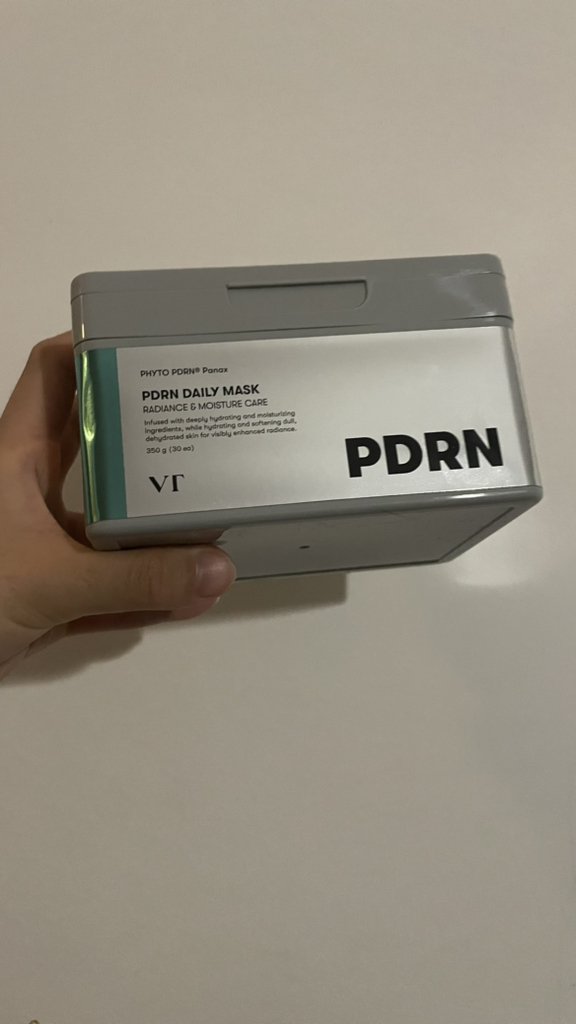 PHYTO PDRN® Panax
PDRN DAILY MASK
RADIANCE & MOISTURE CARE
Infused with deeply hydrating and moisturizing
ingredients, while hydrating and softening dull,
dehydrated skin for visibly enhanced radiance.
350 g (30 ea)
VT
PDRN